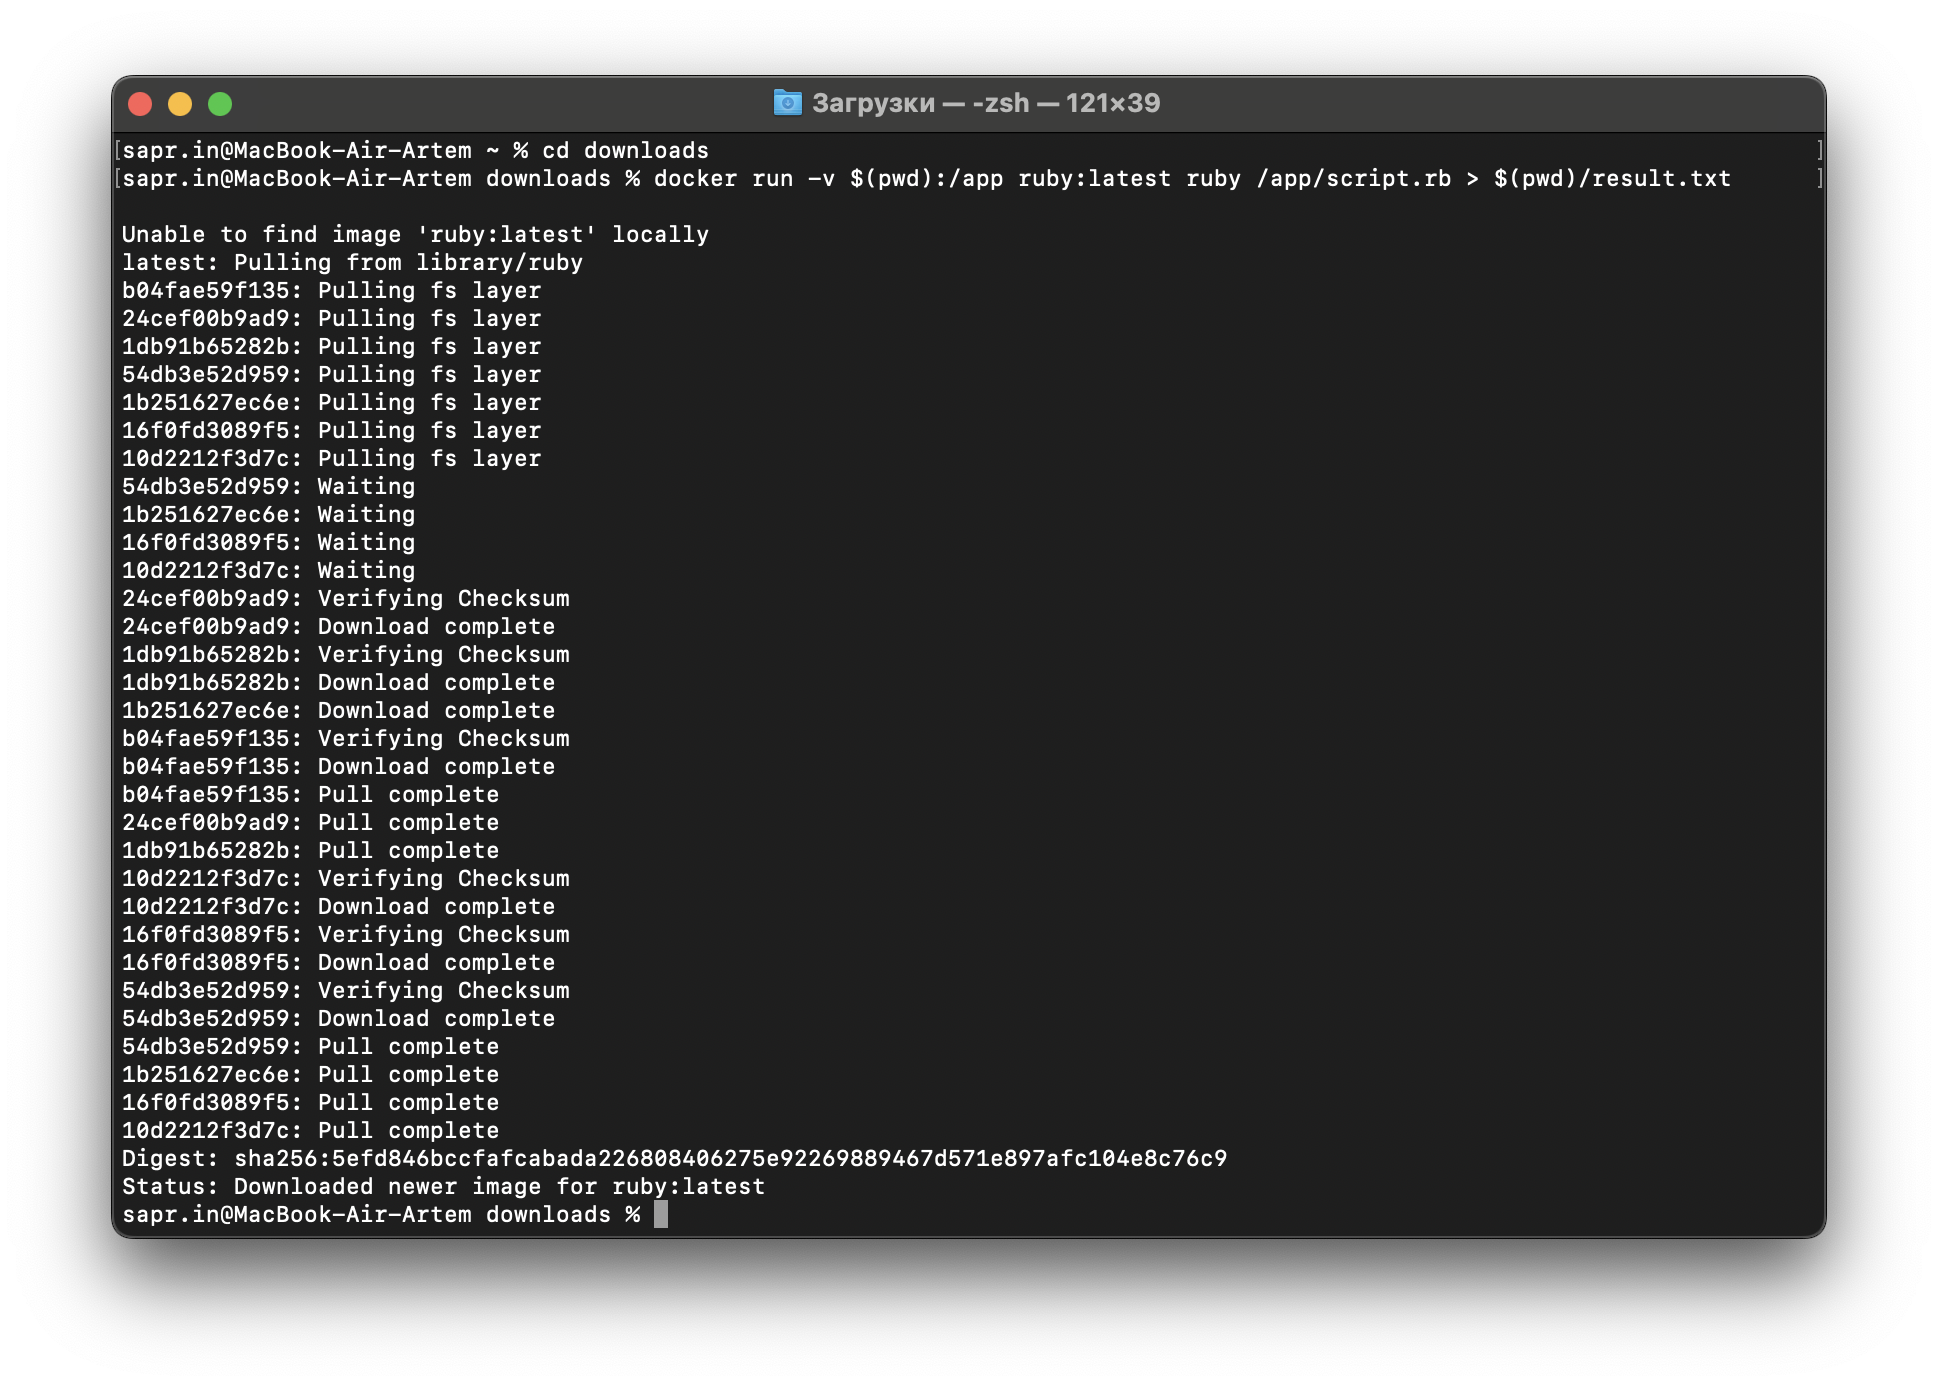 Загрузки — -zsh — 121×39
[sapr.in@MacBook-Air-Artem ~ % cd downloads ]
[sapr.in@MacBook-Air-Artem downloads % docker run -v $(pwd):/app ruby:latest ruby /app/script.rb > $(pwd)/result.txt ]
Unable to find image 'ruby:latest' locally
latest: Pulling from library/ruby
b04fae59f135: Pulling fs layer
24cef00b9ad9: Pulling fs layer
1db91b65282b: Pulling fs layer
54db3e52d959: Pulling fs layer
1b251627ec6e: Pulling fs layer
16f0fd3089f5: Pulling fs layer
10d2212f3d7c: Pulling fs layer
54db3e52d959: Waiting
1b251627ec6e: Waiting
16f0fd3089f5: Waiting
10d2212f3d7c: Waiting
24cef00b9ad9: Verifying Checksum
24cef00b9ad9: Download complete
1db91b65282b: Verifying Checksum
1db91b65282b: Download complete
1b251627ec6e: Download complete
b04fae59f135: Verifying Checksum
b04fae59f135: Download complete
b04fae59f135: Pull complete
24cef00b9ad9: Pull complete
1db91b65282b: Pull complete
10d2212f3d7c: Verifying Checksum
10d2212f3d7c: Download complete
16f0fd3089f5: Verifying Checksum
16f0fd3089f5: Download complete
54db3e52d959: Verifying Checksum
54db3e52d959: Download complete
54db3e52d959: Pull complete
1b251627ec6e: Pull complete
16f0fd3089f5: Pull complete
10d2212f3d7c: Pull complete
Digest: sha256:5efd846bccfafcabada226808406275e92269889467d571e897afc104e8c76c9
Status: Downloaded newer image for ruby:latest
sapr.in@MacBook-Air-Artem downloads %